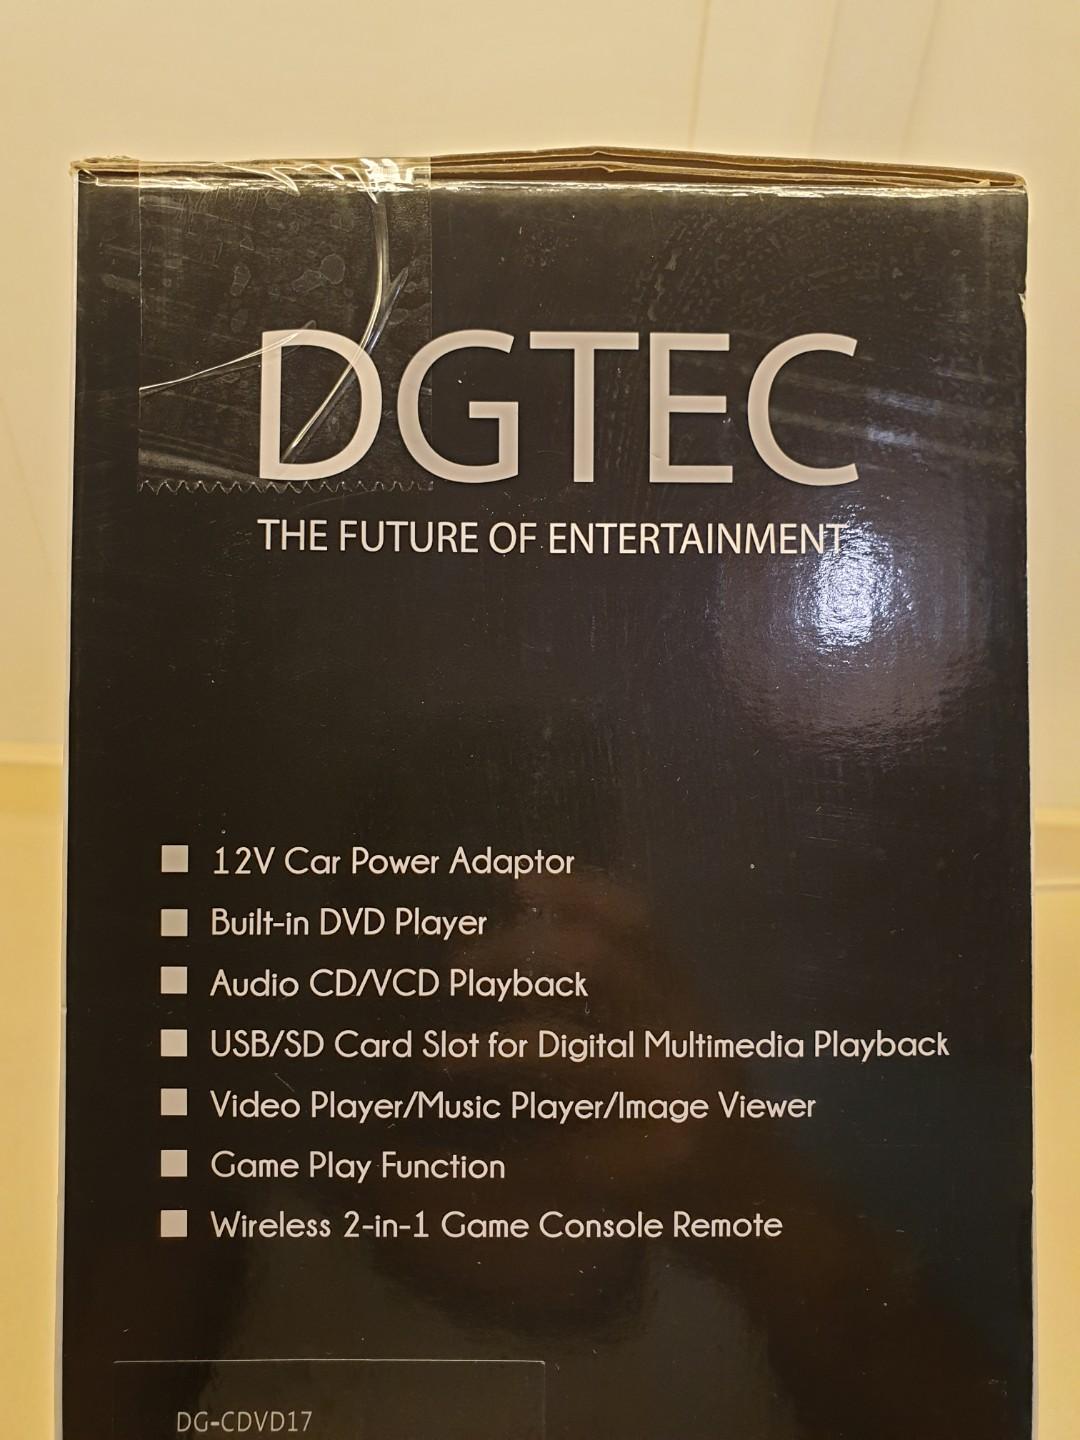 DGTEC
THE FUTURE OF ENTERTAINMENT
12V Car Power Adaptor
Built-in DVD Player
Audio CD/VCD Playback
USB/SD Card Slot for Digital Multimedia Playback
Video Player/Music Player/Image Viewer
Game Play Function
Wireless 2-in-1 Game Console Remote
DG-CDVD17